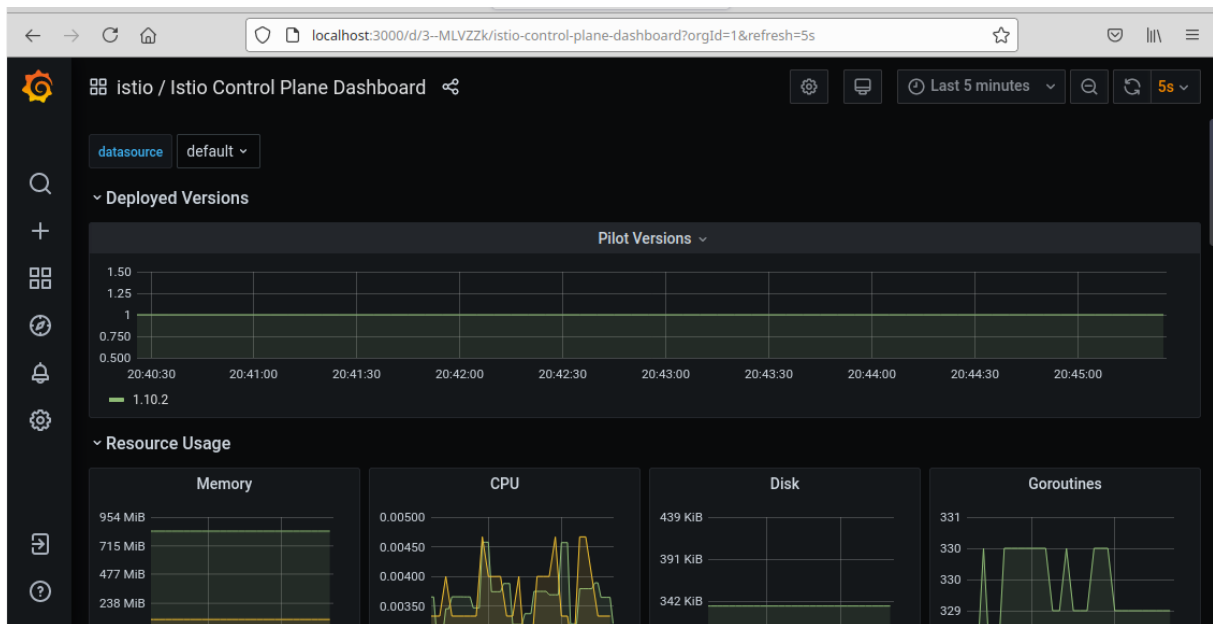 localhost:3000/d/3--MLVZZk/istio-control-plane-dashboard?orgId=1&refresh=5s
istio / Istio Control Plane Dashboard
Last 5 minutes
5s
datasource
default
Deployed Versions
Pilot Versions
1.50
1.25
1
0.750
0.500
20:40:30 20:41:00 20:41:30 20:42:00 20:42:30 20:43:00 20:43:30 20:44:00 20:44:30 20:45:00
1.10.2
Resource Usage
Memory
954 MiB
715 MiB
477 MiB
238 MiB
CPU
0.00500
0.00450
0.00400
0.00350
Disk
439 KiB
391 KiB
342 KiB
Goroutines
331
330
330
329